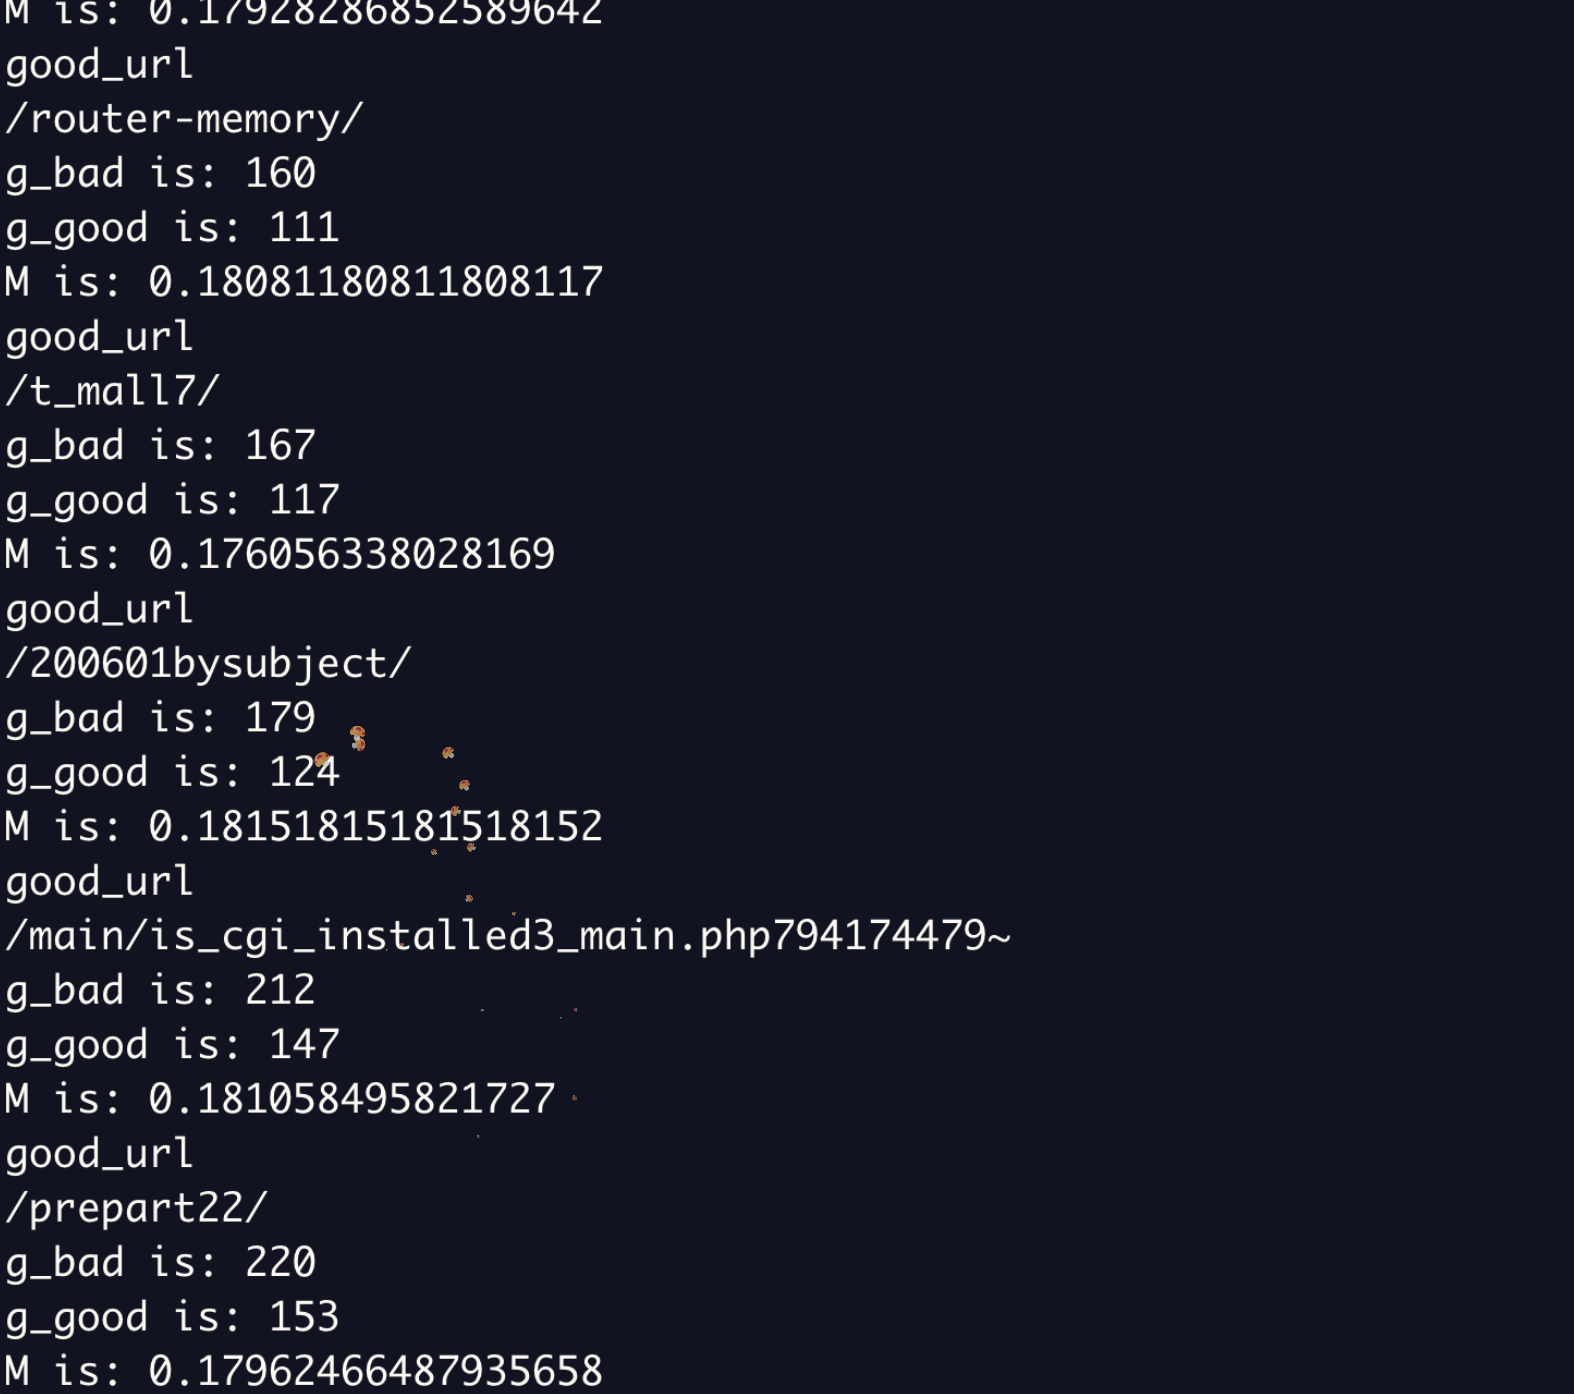 M is: 0.17928286852589642
good_url
/router-memory/
g_bad is: 160
g_good is: 111
M is: 0.18081180811808117
good_url
/t_mall7/
g_bad is: 167
g_good is: 117
M is: 0.176056338028169
good_url
/200601bysubject/
g_bad is: 179
g_good is: 124
M is: 0.18151815181518152
good_url
/main/is_cgi_installed3_main.php794174479~
g_bad is: 212
g_good is: 147
M is: 0.181058495821727
good_url
/prepart22/
g_bad is: 220
g_good is: 153
M is: 0.17962466487935658